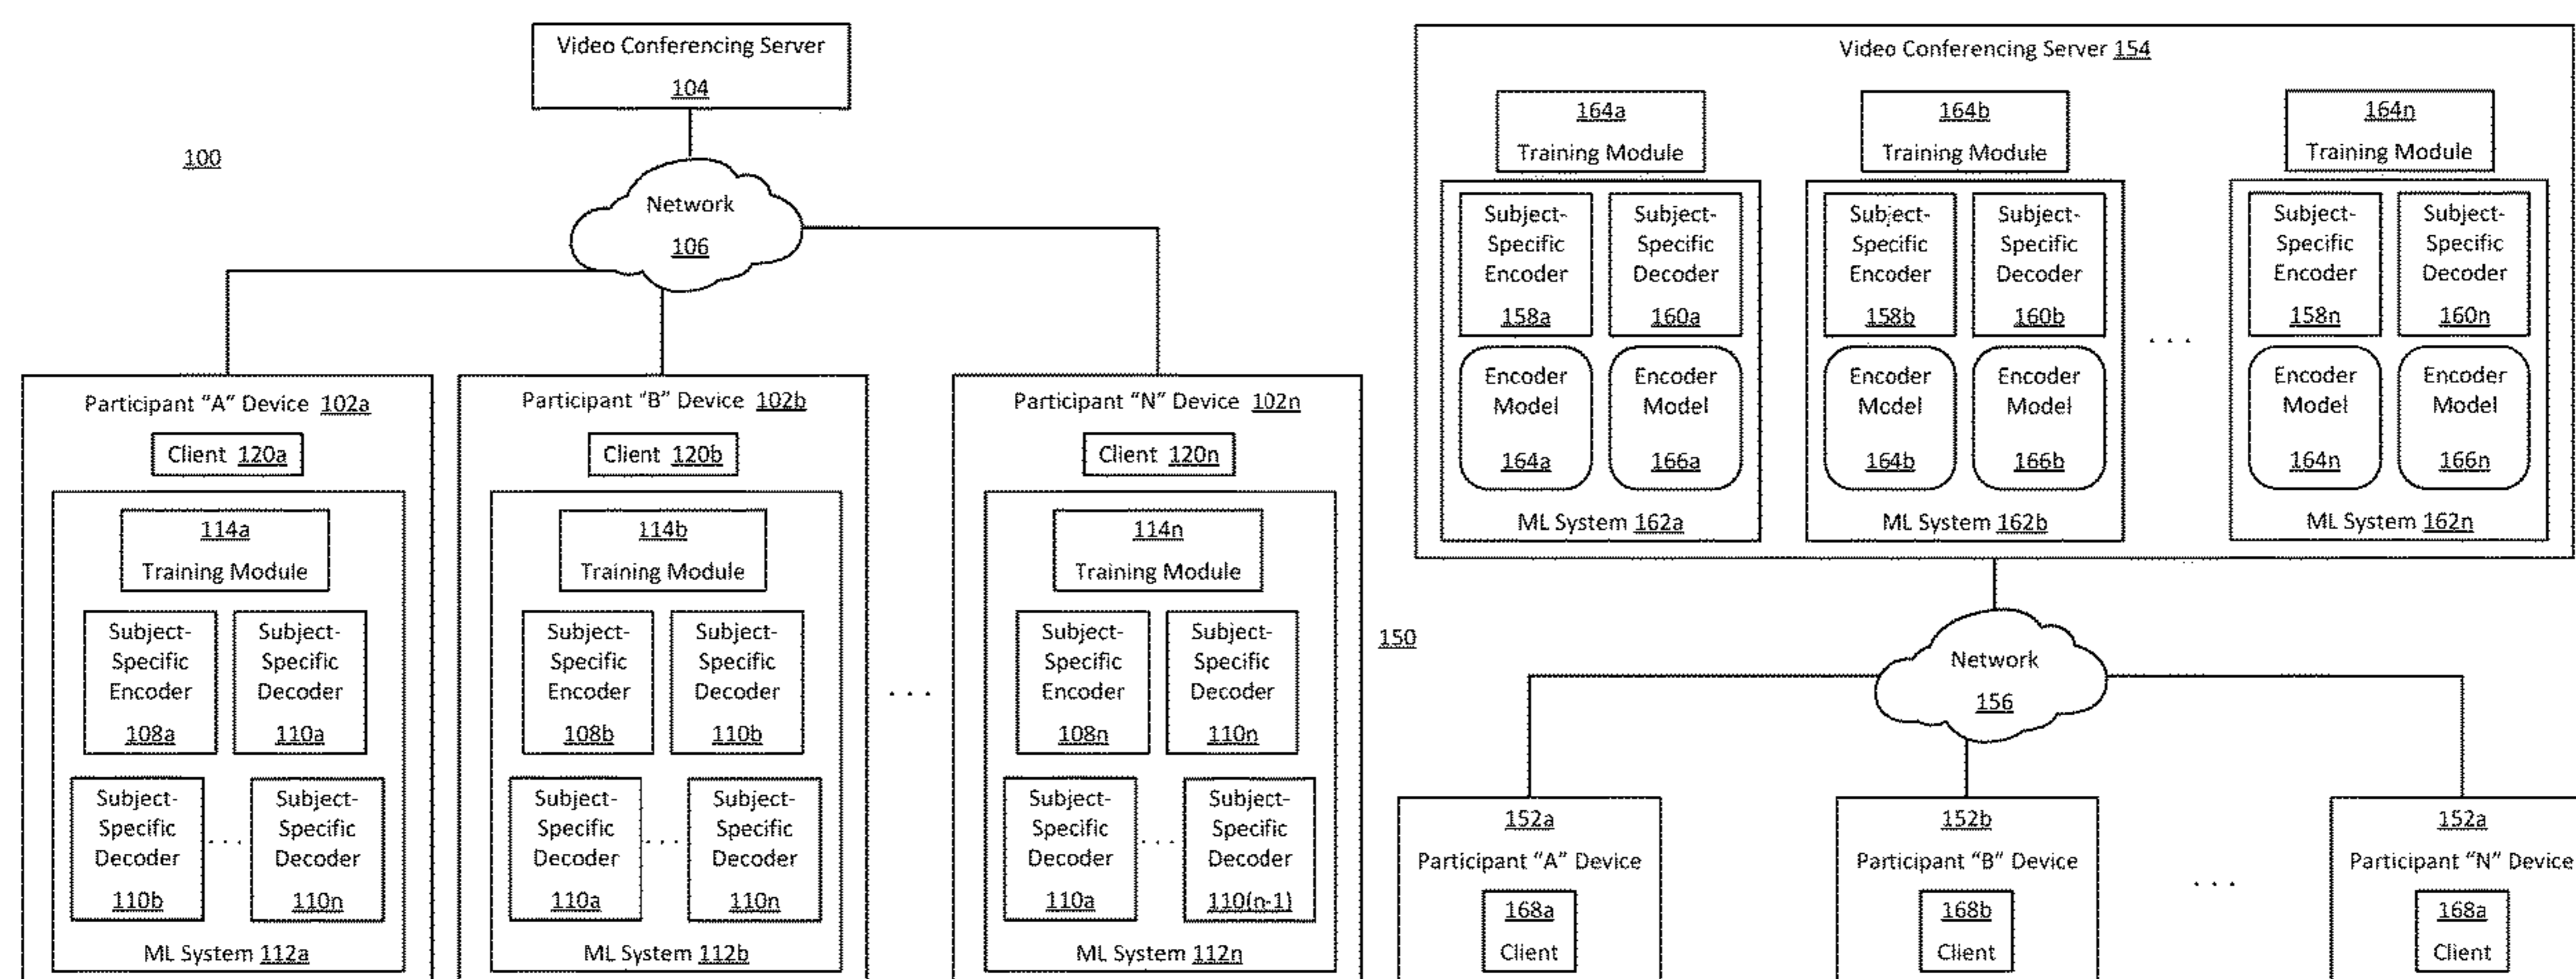 Video Conferencing Server
104
100
Network
106
Participant "A" Device 102a
Client 120a
114a
Training Module
Subject-
Specific
Encoder
108a
Subject-
Specific
Decoder
110a
Subject-
Specific
Decoder
110b
...
Subject-
Specific
Decoder
110n
ML System 112a
Participant "B" Device 102b
Client 120b
114b
Training Module
Subject-
Specific
Encoder
108b
Subject-
Specific
Decoder
110b
Subject-
Specific
Decoder
110a
...
Subject-
Specific
Decoder
110n
ML System 112b
...
Participant "N" Device 102n
Client 120n
114n
Training Module
Subject-
Specific
Encoder
108n
Subject-
Specific
Decoder
110n
Subject-
Specific
Decoder
110a
...
Subject-
Specific
Decoder
110(n-1)
ML System 112n
Video Conferencing Server 154
164a
Training Module
Subject-
Specific
Encoder
158a
Subject-
Specific
Decoder
160a
Encoder
Model
164a
Encoder
Model
166a
ML System 162a
164b
Training Module
Subject-
Specific
Encoder
158b
Subject-
Specific
Decoder
160b
Encoder
Model
164b
Encoder
Model
166b
ML System 162b
...
164n
Training Module
Subject-
Specific
Encoder
158n
Subject-
Specific
Decoder
160n
Encoder
Model
164n
Encoder
Model
166n
ML System 162n
150
Network
156
152a
Participant "A" Device
168a
Client
152b
Participant "B" Device
168b
Client
...
152a
Participant "N" Device
168a
Client